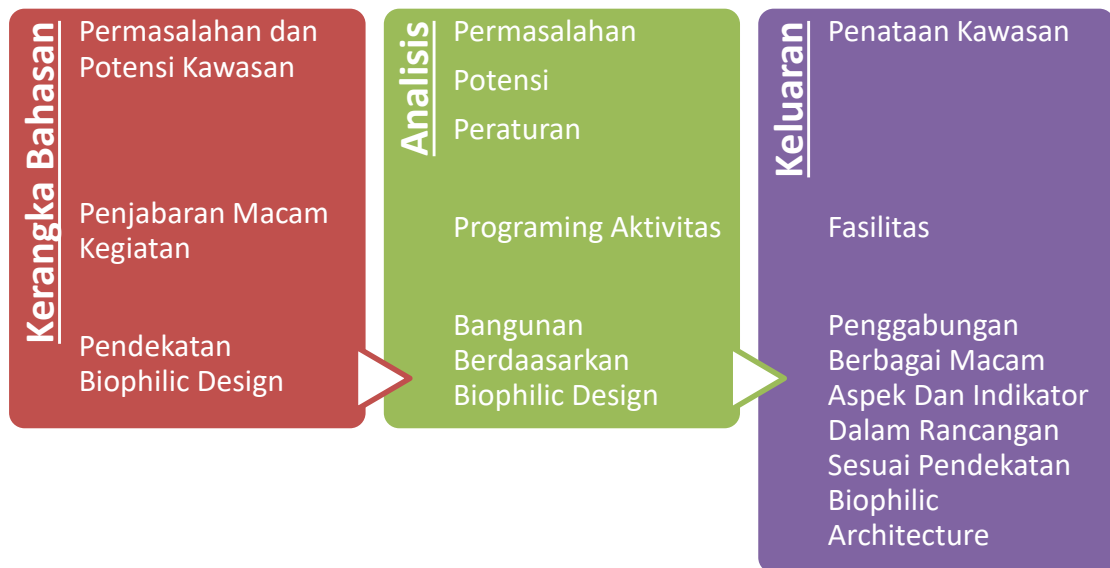 Kerangka Bahasan
Permasalahan dan
Potensi Kawasan
Penjabaran Macam
Kegiatan
Pendekatan
Biophilic Design
Analisis
Permasalahan
Potensi
Peraturan
Programing Aktivitas
Bangunan
Berdaasarkan
Biophilic Design
Keluaran
Penataan Kawasan
Fasilitas
Penggabungan
Berbagai Macam
Aspek Dan Indikator
Dalam Rancangan
Sesuai Pendekatan
Biophilic
Architecture